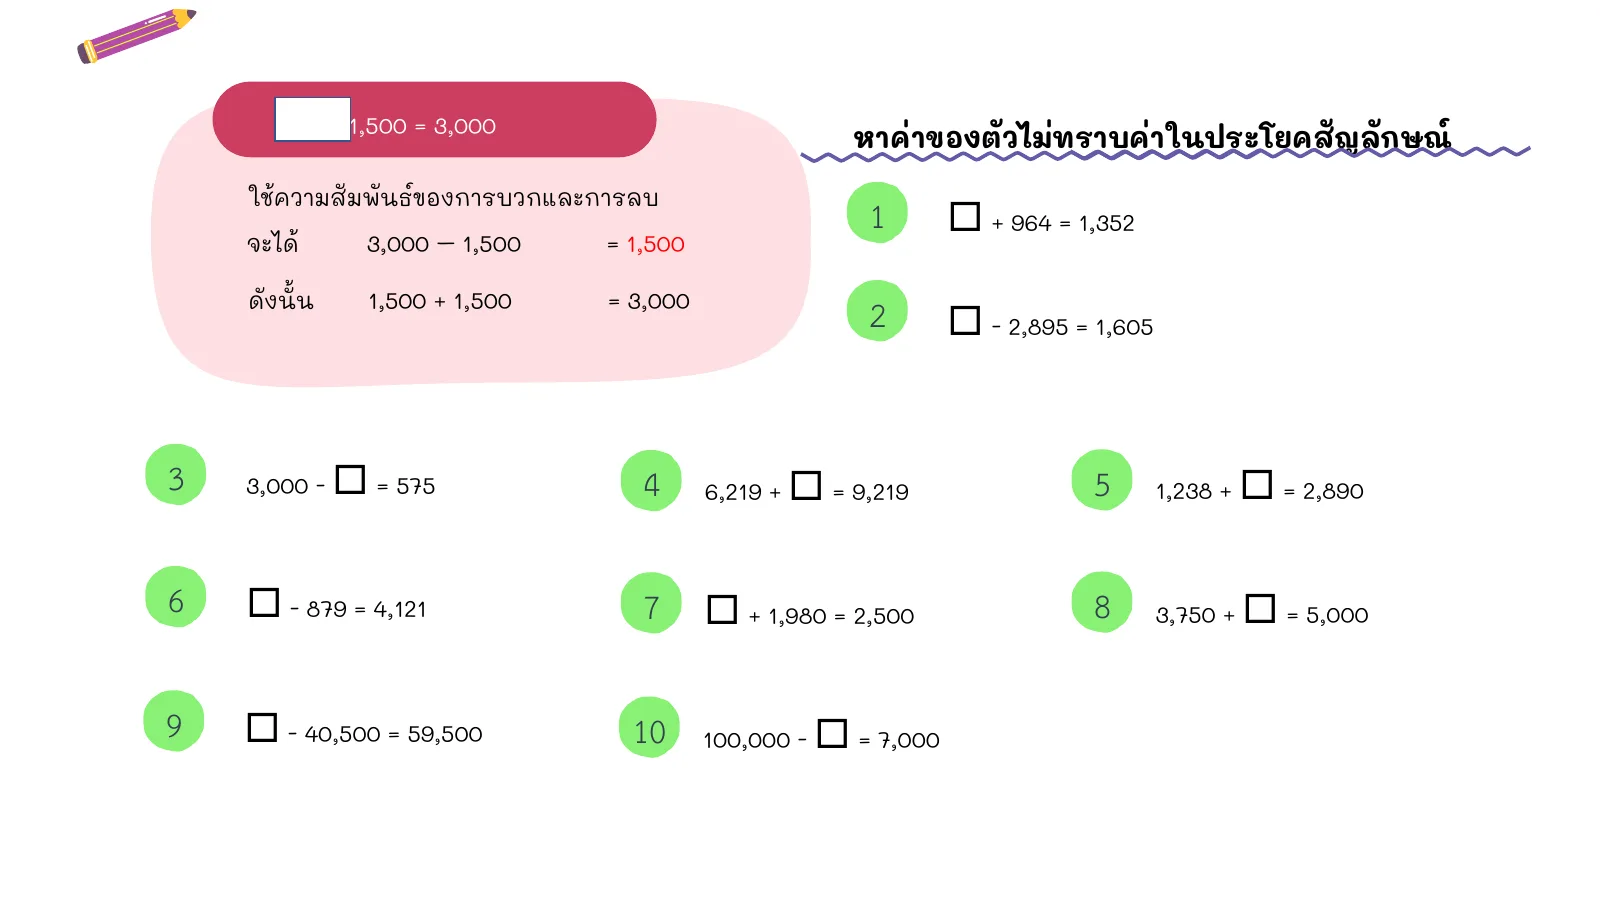 1,500 = 3,000
ใช้ความสัมพันธ์ของการบวกและการลบ
จะได้ 3,000 – 1,500 = 1,500
ดังนั้น 1,500 + 1,500 = 3,000
หาค่าของตัวไม่ทราบค่าในประโยคสัญลักษณ์
1 □ + 964 = 1,352
2 □ - 2,895 = 1,605
3 3,000 - □ = 575
4 6,219 + □ = 9,219
5 1,238 + □ = 2,890
6 □ - 879 = 4,121
7 □ + 1,980 = 2,500
8 3,750 + □ = 5,000
9 □ - 40,500 = 59,500
10 100,000 - □ = 7,000